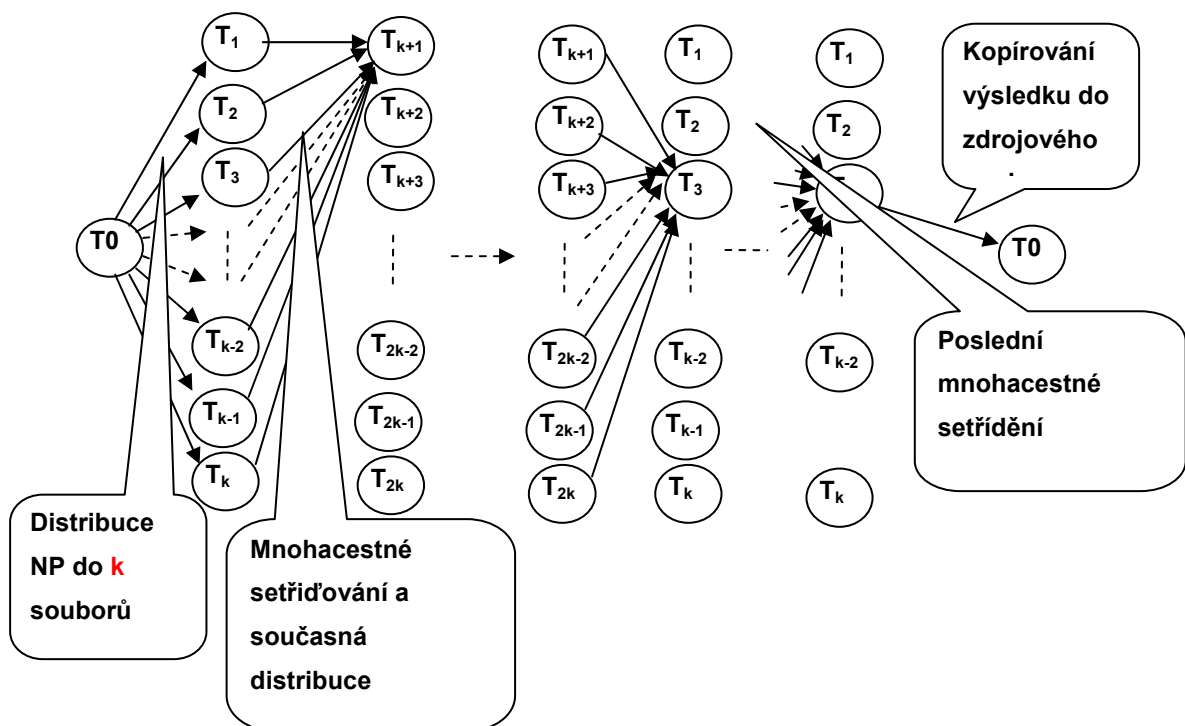 T1
Tk+1
T2
Tk+2
T3
Tk+3
T0
Tk-2
T2k-2
Tk-1
T2k-1
Tk
T2k
Tk+1
T1
Tk+2
T2
Tk+3
T3
T2k-2
Tk-2
T2k-1
Tk-1
T2k
Tk
T1
T2
T0
Tk-2
Tk
Kopírování
výsledku do
zdrojového
Poslední
mnohacestné
setřídění
Distribuce
NP do k
souborů
Mnohacestné
setřiďování a
současná
distribuce